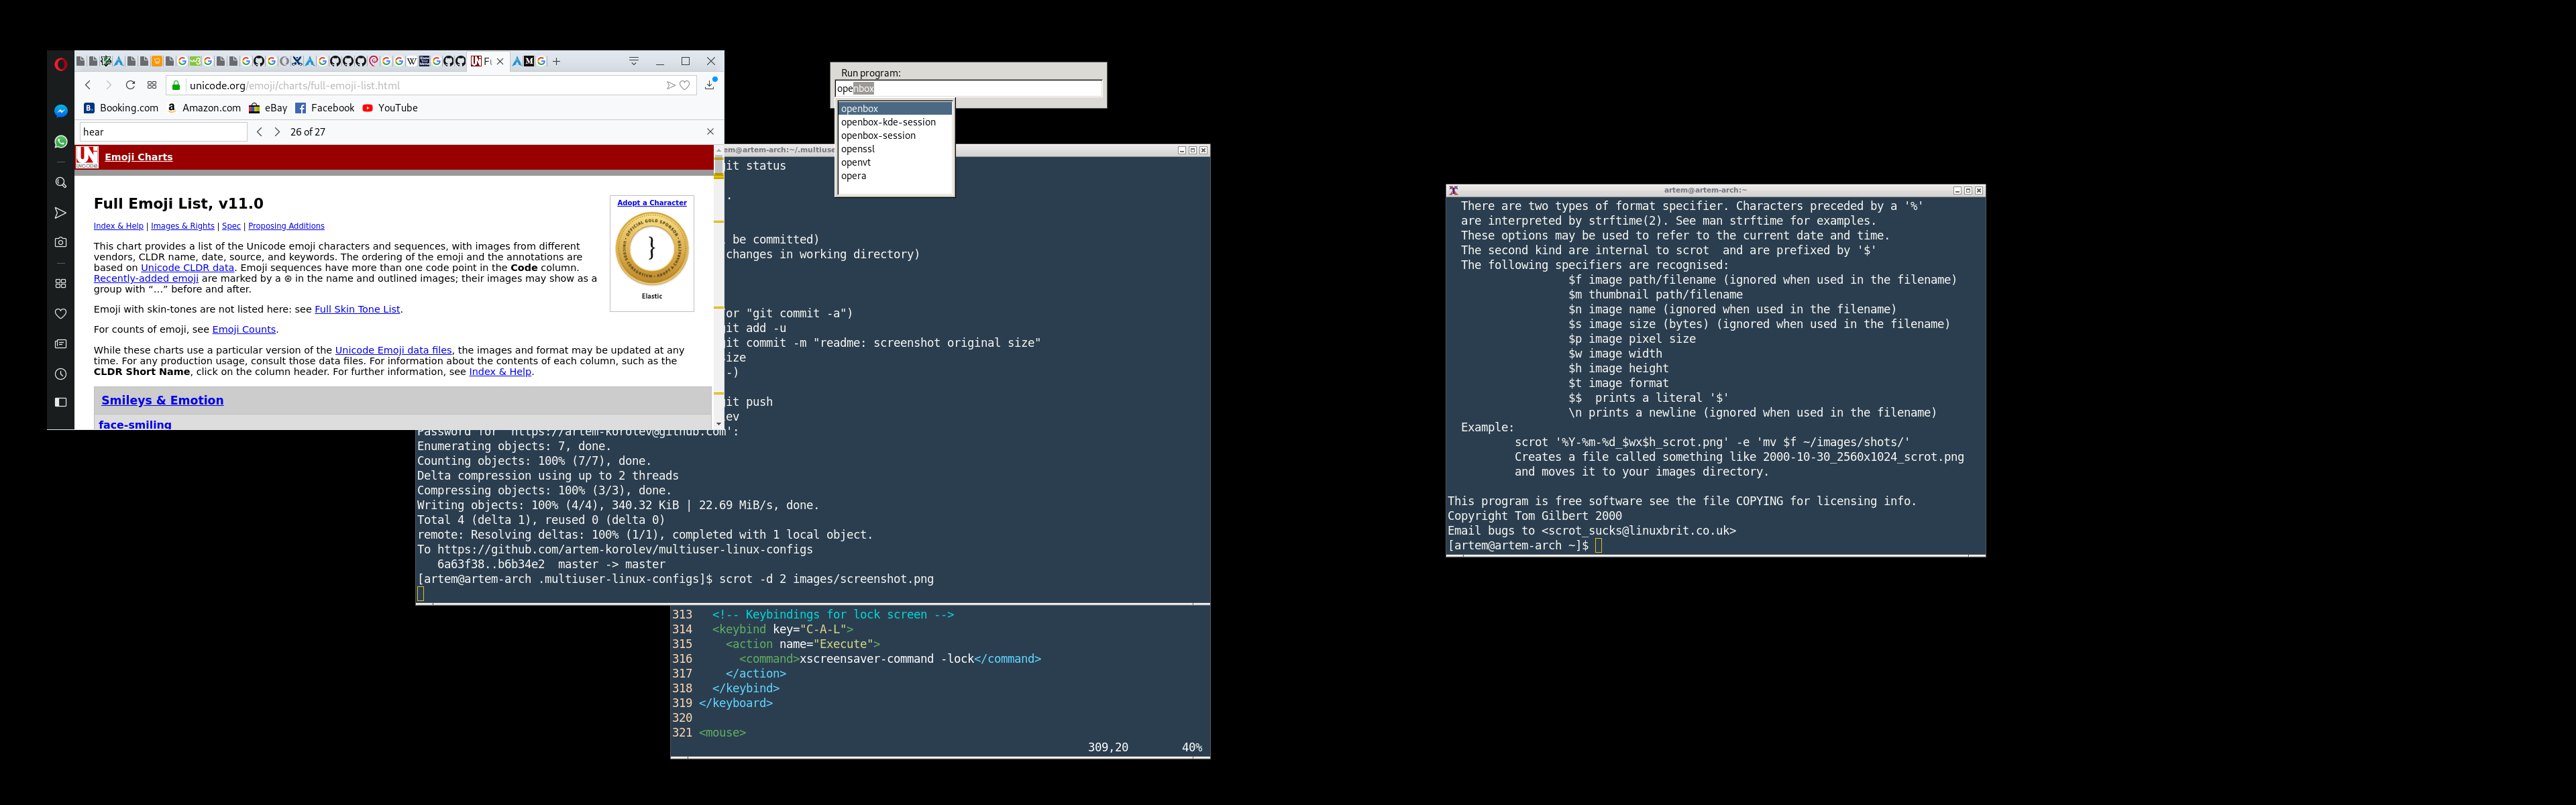 Fu
unicode.org/emoji/charts/full-emoji-list.html
Booking.com Amazon.com eBay Facebook YouTube
hear 26 of 27
Emoji Charts
Full Emoji List, v11.0
Index & Help | Images & Rights | Spec | Proposing Additions
This chart provides a list of the Unicode emoji characters and sequences, with images from different
vendors, CLDR name, date, source, and keywords. The ordering of the emoji and the annotations are
based on Unicode CLDR data. Emoji sequences have more than one code point in the Code column.
Recently-added emoji are marked by a ⊛ in the name and outlined images; their images may show as a
group with “…” before and after.
Emoji with skin-tones are not listed here: see Full Skin Tone List.
For counts of emoji, see Emoji Counts.
While these charts use a particular version of the Unicode Emoji data files, the images and format may be updated at any
time. For any production usage, consult those data files. For information about the contents of each column, such as the
CLDR Short Name, click on the column header. For further information, see Index & Help.
Smileys & Emotion
face-smiling
Adopt a Character
}
Elastic
Run program:
openbox
openbox
openbox-kde-session
openbox-session
openssl
openvt
opera
em@artem-arch:~/.multiuse
it status
.
be committed)
changes in working directory)
or "git commit -a")
it add -u
it commit -m "readme: screenshot original size"
size
-)
it push
ev
Password for 'https://artem-korolev@github.com':
Enumerating objects: 7, done.
Counting objects: 100% (7/7), done.
Delta compression using up to 2 threads
Compressing objects: 100% (3/3), done.
Writing objects: 100% (4/4), 340.32 KiB | 22.69 MiB/s, done.
Total 4 (delta 1), reused 0 (delta 0)
remote: Resolving deltas: 100% (1/1), completed with 1 local object.
To https://github.com/artem-korolev/multiuser-linux-configs
6a63f38..b6b34e2  master -> master
[artem@artem-arch .multiuser-linux-configs]$ scrot -d 2 images/screenshot.png
313 <!-- Keybindings for lock screen -->
314 <keybind key="C-A-L">
315 <action name="Execute">
316 <command>xscreensaver-command -lock</command>
317 </action>
318 </keybind>
319 </keyboard>
320
321 <mouse>
309,20 40%
artem@artem-arch:~
There are two types of format specifier. Characters preceded by a '%'
are interpreted by strftime(2). See man strftime for examples.
These options may be used to refer to the current date and time.
The second kind are internal to scrot  and are prefixed by '$'
The following specifiers are recognised:
$f image path/filename (ignored when used in the filename)
$m thumbnail path/filename
$n image name (ignored when used in the filename)
$s image size (bytes) (ignored when used in the filename)
$p image pixel size
$w image width
$h image height
$t image format
$$  prints a literal '$'
\n prints a newline (ignored when used in the filename)
Example:
scrot '%Y-%m-%d_$wx$h_scrot.png' -e 'mv $f ~/images/shots/'
Creates a file called something like 2000-10-30_2560x1024_scrot.png
and moves it to your images directory.
This program is free software see the file COPYING for licensing info.
Copyright Tom Gilbert 2000
Email bugs to <scrot_sucks@linuxbrit.co.uk>
[artem@artem-arch ~]$